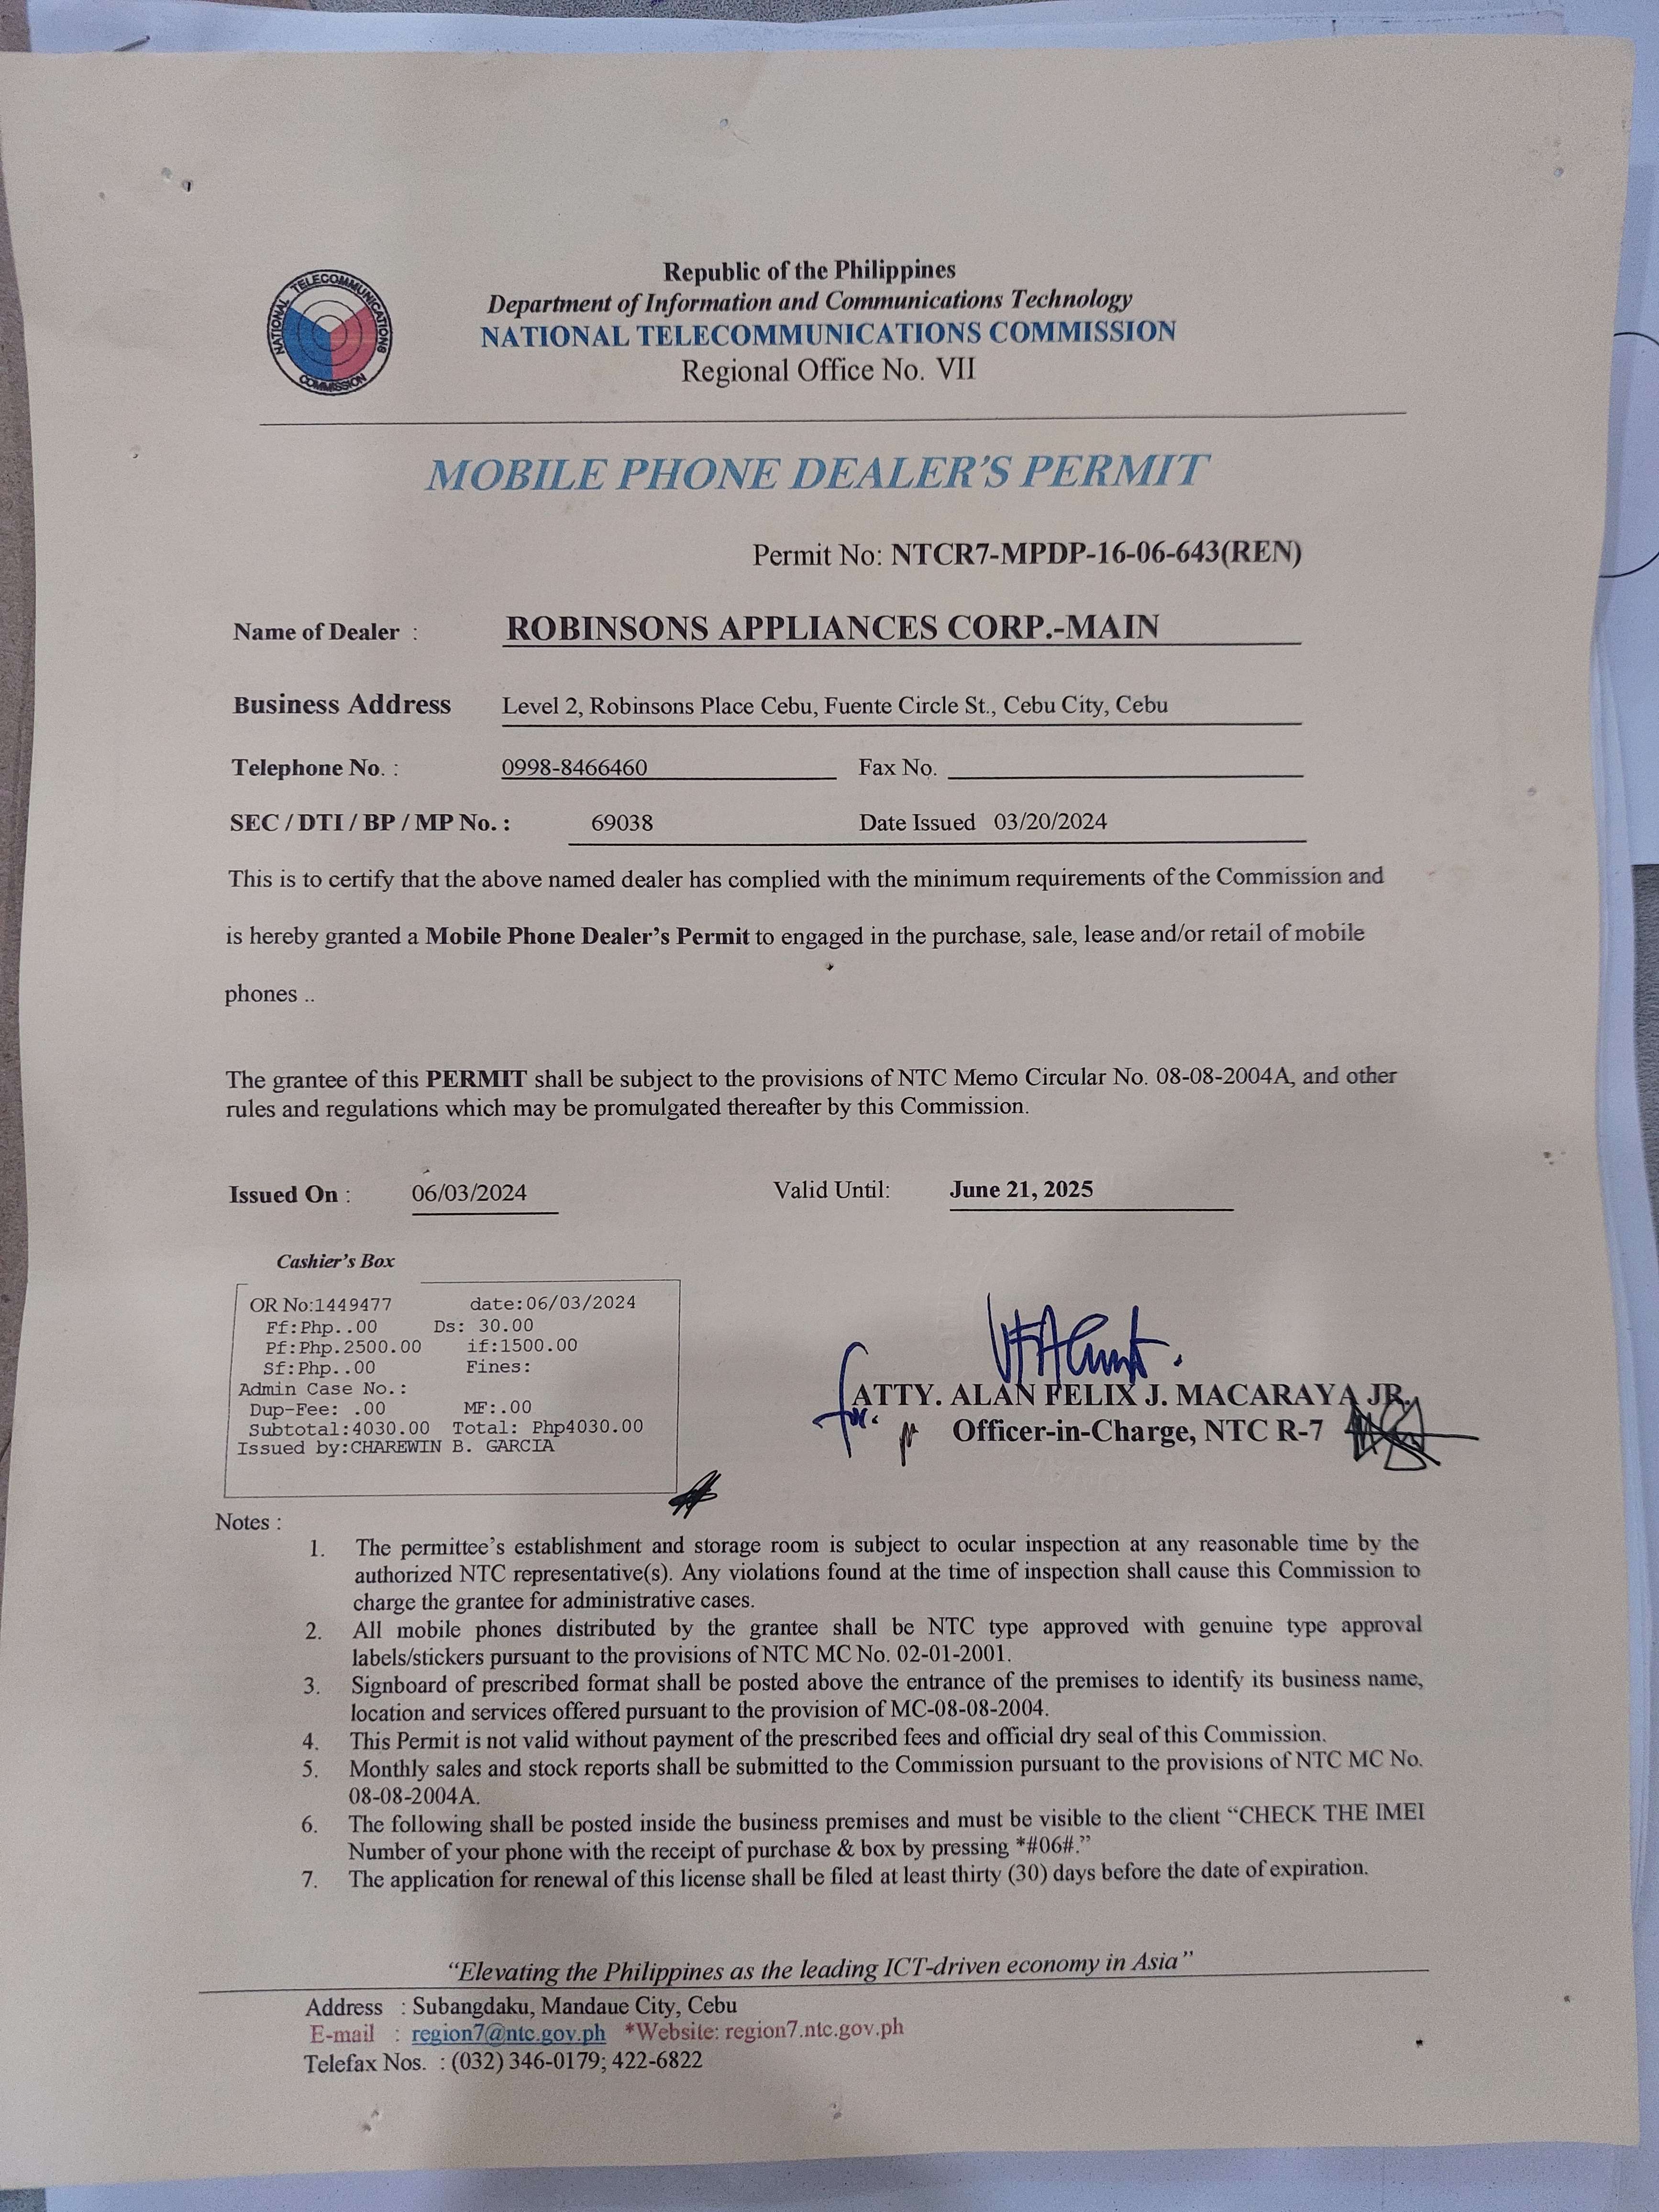 NATIONAL TELECOMMUNICATIONS COMMISSION
Republic of the Philippines
Department of Information and Communications Technology
NATIONAL TELECOMMUNICATIONS COMMISSION
Regional Office No. VII
MOBILE PHONE DEALER'S PERMIT
Permit No: NTCR7-MPDP-16-06-643(REN)
Name of Dealer : ROBINSONS APPLIANCES CORP.-MAIN
Business Address Level 2, Robinsons Place Cebu, Fuente Circle St., Cebu City, Cebu
Telephone No. : 0998-8466460 Fax No.
SEC / DTI / BP / MP No. : 69038 Date Issued 03/20/2024
This is to certify that the above named dealer has complied with the minimum requirements of the Commission and
is hereby granted a Mobile Phone Dealer's Permit to engaged in the purchase, sale, lease and/or retail of mobile
phones ..
The grantee of this PERMIT shall be subject to the provisions of NTC Memo Circular No. 08-08-2004A, and other
rules and regulations which may be promulgated thereafter by this Commission.
Issued On : 06/03/2024 Valid Until: June 21, 2025
Cashier's Box
OR No:1449477 date:06/03/2024
Ff:Php..00 Ds: 30.00
Pf:Php.2500.00 if:1500.00
Sf:Php..00 Fines:
Admin Case No.:
Dup-Fee: .00 MF:.00
Subtotal:4030.00 Total: Php4030.00
Issued by:CHAREWIN B. GARCIA
for:
ATTY. ALAN FELIX J. MACARAYA JR.
Officer-in-Charge, NTC R-7
Notes :
1. The permittee's establishment and storage room is subject to ocular inspection at any reasonable time by the
authorized NTC representative(s). Any violations found at the time of inspection shall cause this Commission to
charge the grantee for administrative cases.
2. All mobile phones distributed by the grantee shall be NTC type approved with genuine type approval
labels/stickers pursuant to the provisions of NTC MC No. 02-01-2001.
3. Signboard of prescribed format shall be posted above the entrance of the premises to identify its business name,
location and services offered pursuant to the provision of MC-08-08-2004.
4. This Permit is not valid without payment of the prescribed fees and official dry seal of this Commission.
5. Monthly sales and stock reports shall be submitted to the Commission pursuant to the provisions of NTC MC No.
08-08-2004A.
6. The following shall be posted inside the business premises and must be visible to the client "CHECK THE IMEI
Number of your phone with the receipt of purchase & box by pressing *#06#."
7. The application for renewal of this license shall be filed at least thirty (30) days before the date of expiration.
"Elevating the Philippines as the leading ICT-driven economy in Asia"
Address : Subangdaku, Mandaue City, Cebu
E-mail : region7@ntc.gov.ph *Website: region7.ntc.gov.ph
Telefax Nos. : (032) 346-0179; 422-6822